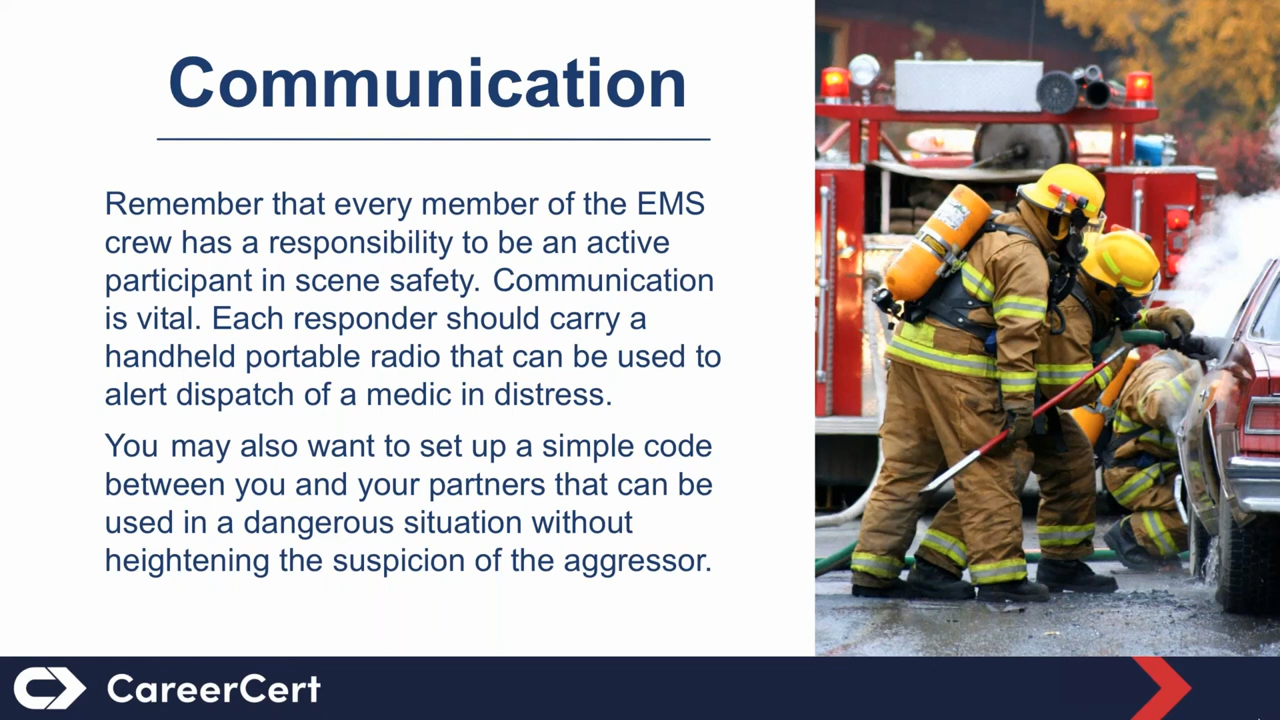 Communication
Remember that every member of the EMS
crew has a responsibility to be an active
participant in scene safety. Communication
is vital. Each responder should carry a
handheld portable radio that can be used to
alert dispatch of a medic in distress.
You may also want to set up a simple code
between you and your partners that can be
used in a dangerous situation without
heightening the suspicion of the aggressor.
CareerCert